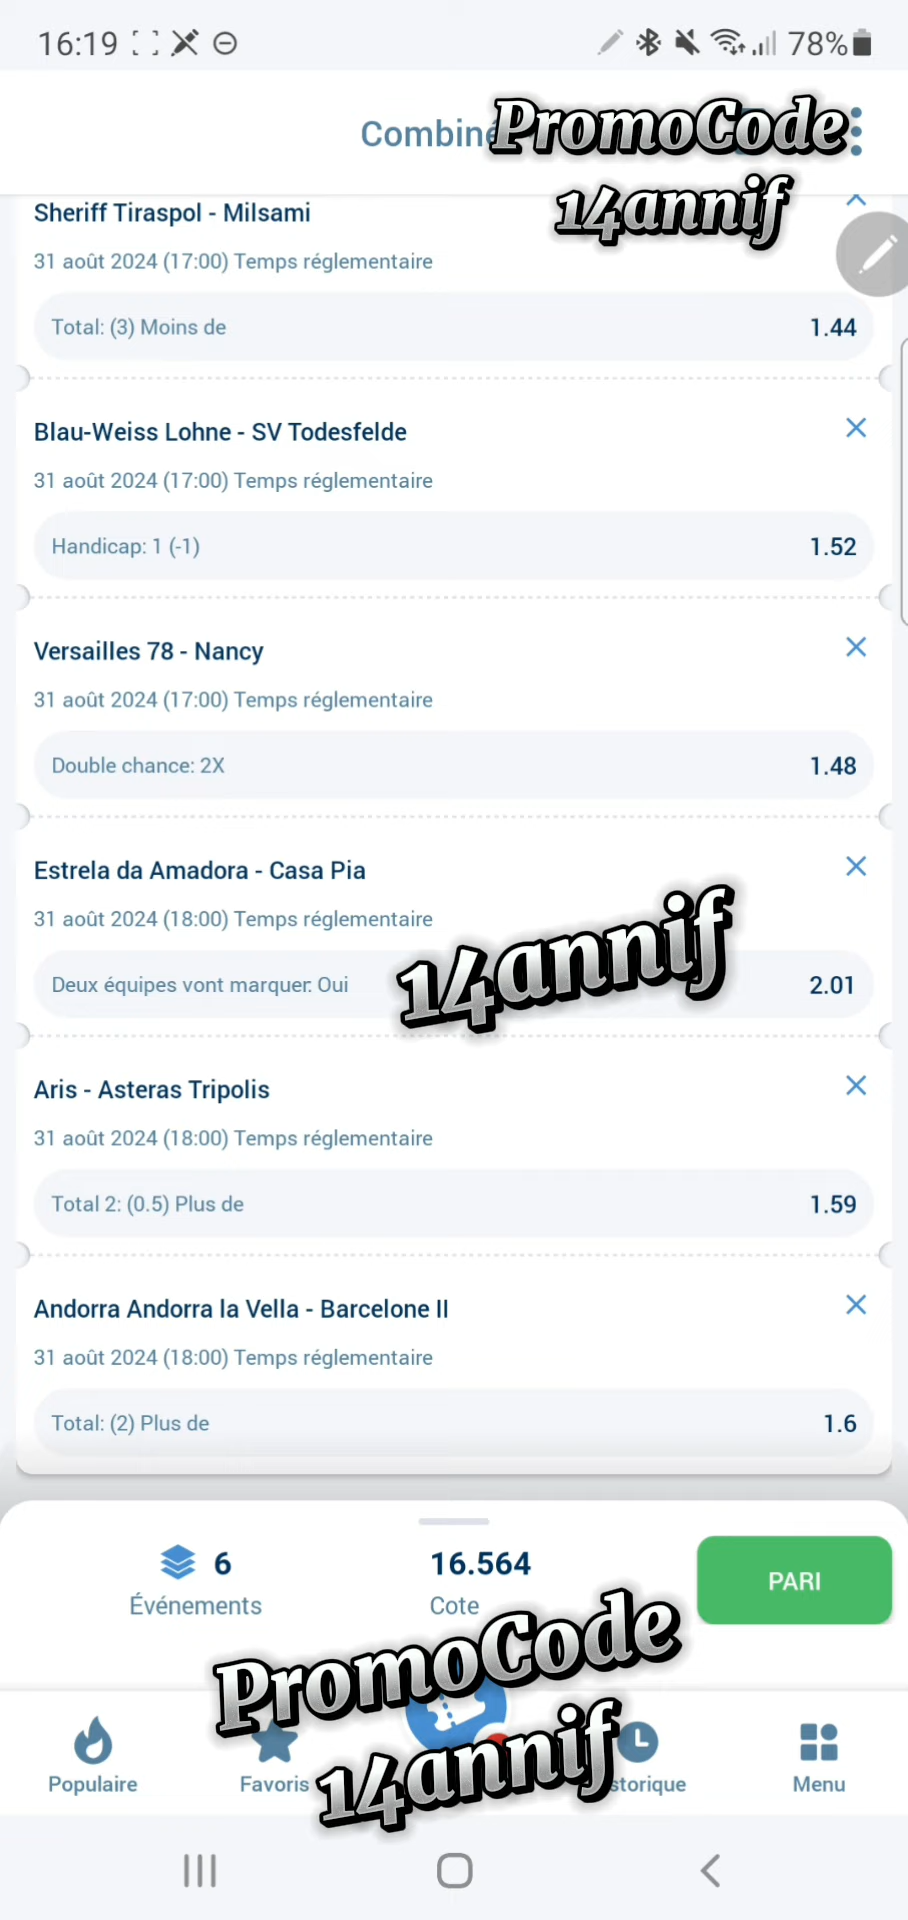 16:19
78%
Combiné
PromoCode
14annif
Sheriff Tiraspol - Milsami
31 août 2024 (17:00) Temps réglementaire
Total: (3) Moins de 1.44
Blau-Weiss Lohne - SV Todesfelde
31 août 2024 (17:00) Temps réglementaire
Handicap: 1 (-1) 1.52
Versailles 78 - Nancy
31 août 2024 (17:00) Temps réglementaire
Double chance: 2X 1.48
Estrela da Amadora - Casa Pia
31 août 2024 (18:00) Temps réglementaire
14annif
Deux équipes vont marquer: Oui 2.01
Aris - Asteras Tripolis
31 août 2024 (18:00) Temps réglementaire
Total 2: (0.5) Plus de 1.59
Andorra Andorra la Vella - Barcelone II
31 août 2024 (18:00) Temps réglementaire
Total: (2) Plus de 1.6
6 16.564
PARI
Événements Cote
PromoCode
14annif
Populaire Favoris storique Menu